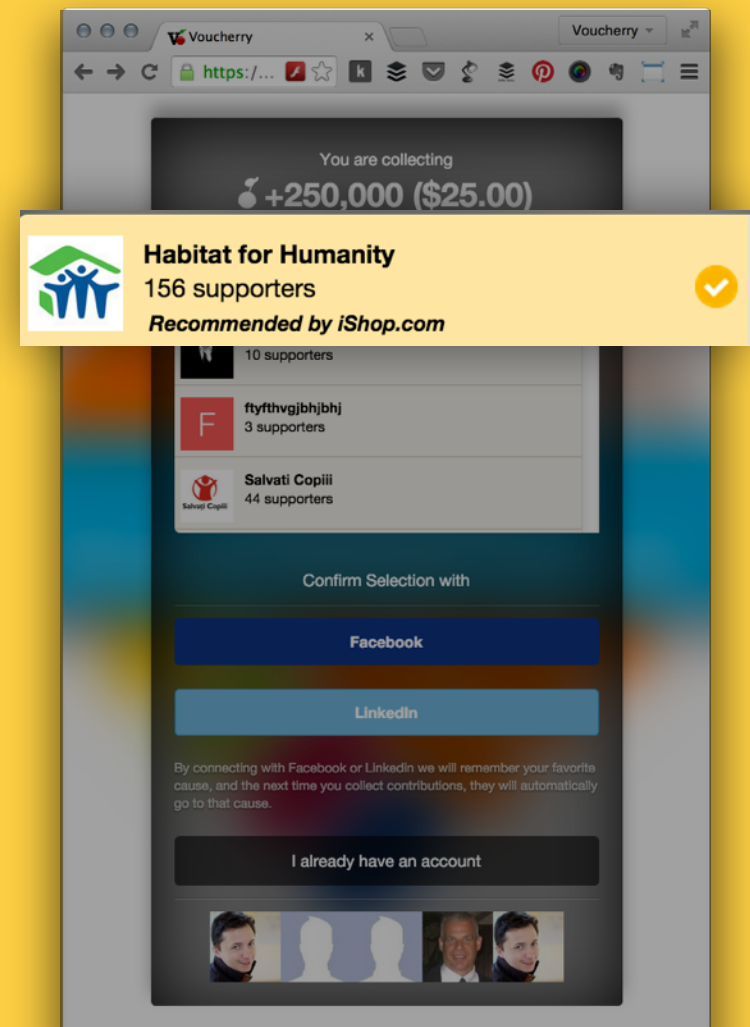 Voucherry
Voucherry
https:/...
k
You are collecting
+250,000 ($25.00)
Habitat for Humanity
156 supporters
Recommended by iShop.com
10 supporters
F
ftyfthvgjbhjbhj
3 supporters
Salvati Copiii
44 supporters
Salvați Copiii
Confirm Selection with
Facebook
LinkedIn
By connecting with Facebook or Linkedin we will remember your favorite
cause, and the next time you collect contributions, they will automatically
go to that cause.
I already have an account